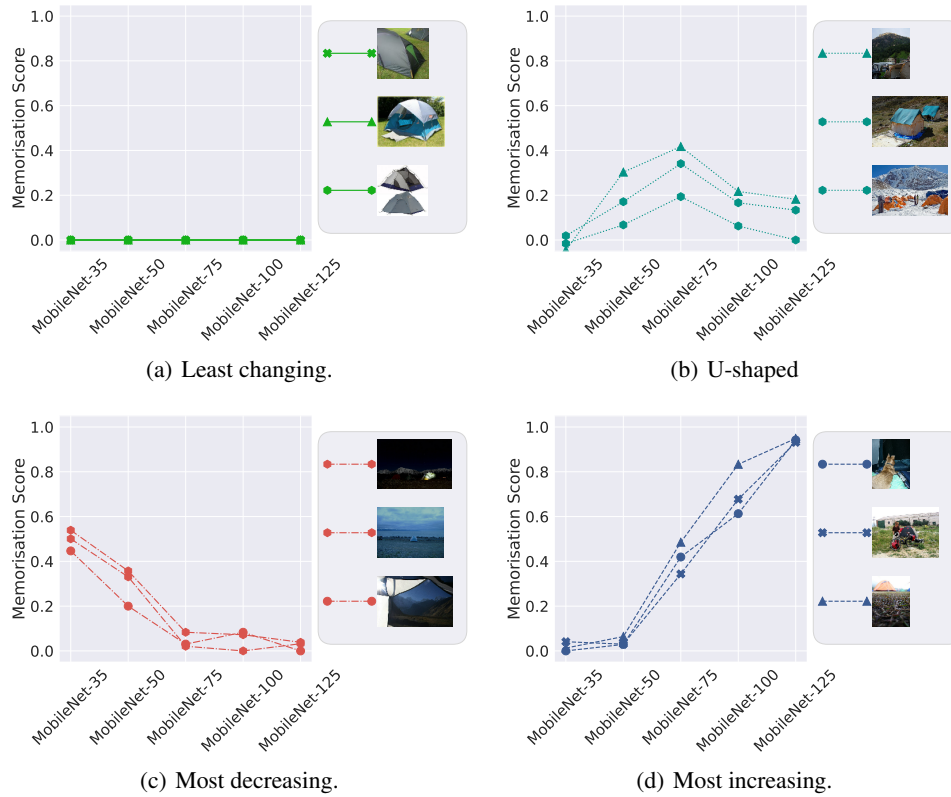 1.0
0.8
0.6
0.4
0.2
0.0
Memorisation Score
MobileNet-35
MobileNet-50
MobileNet-75
MobileNet-100
MobileNet-125
(a) Least changing.
1.0
0.8
0.6
0.4
0.2
0.0
Memorisation Score
MobileNet-35
MobileNet-50
MobileNet-75
MobileNet-100
MobileNet-125
(b) U-shaped
1.0
0.8
0.6
0.4
0.2
0.0
Memorisation Score
MobileNet-35
MobileNet-50
MobileNet-75
MobileNet-100
MobileNet-125
(c) Most decreasing.
1.0
0.8
0.6
0.4
0.2
0.0
Memorisation Score
MobileNet-35
MobileNet-50
MobileNet-75
MobileNet-100
MobileNet-125
(d) Most increasing.